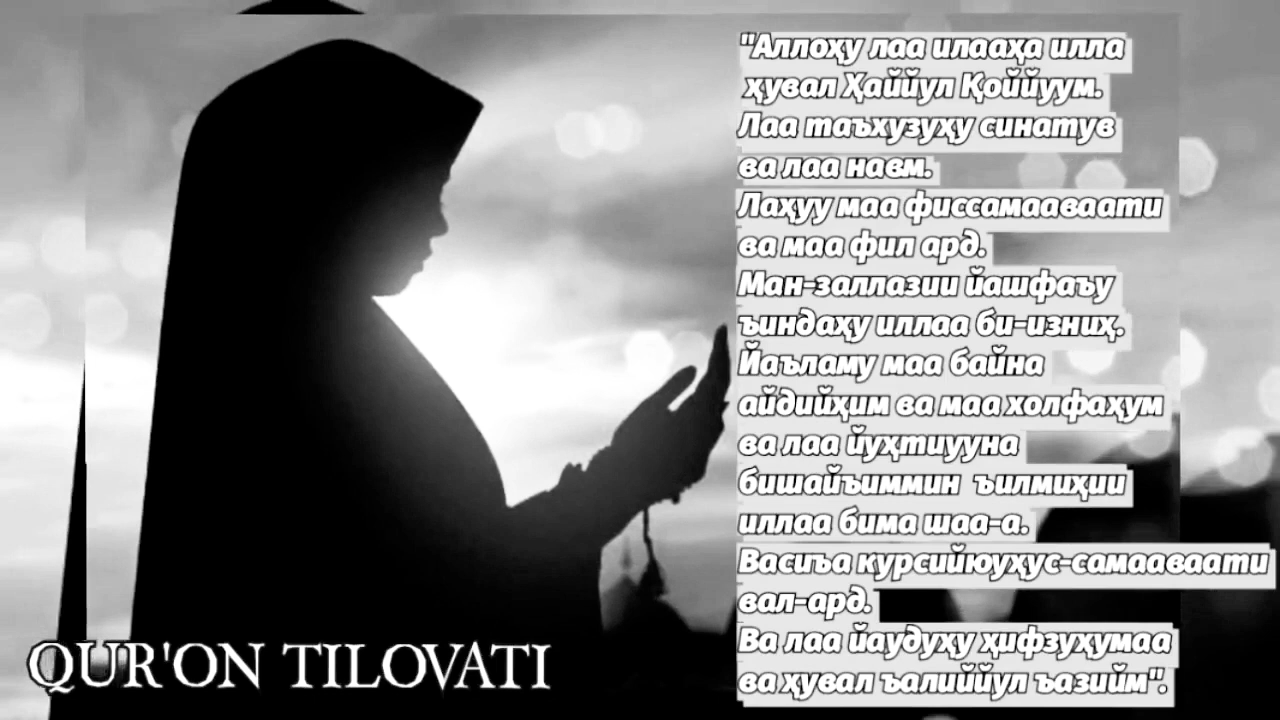 "Аллоҳу лаа илааҳа илла
ҳувал Ҳаййул Қоййуум.
Лаа таъхузуҳу синатув
ва лаа навм.
Лаҳуу маа фиссамааваати
ва маа фил ард.
Ман-заллазии йашфаъу
ъиндаҳу иллаа би-изниҳ.
Йаъламу маа байна
айдийҳим ва маа холфаҳум
ва лаа йуҳтиууна
бишайъиммин ъилмиҳии
иллаа бима шаа-а.
Васиъа курсийюуҳус-самааваати
вал-ард.
Ва лаа йаудуҳу ҳифзуҳумаа
ва ҳувал ъалиййул ъазийм".
QUR'ON TILOVATI